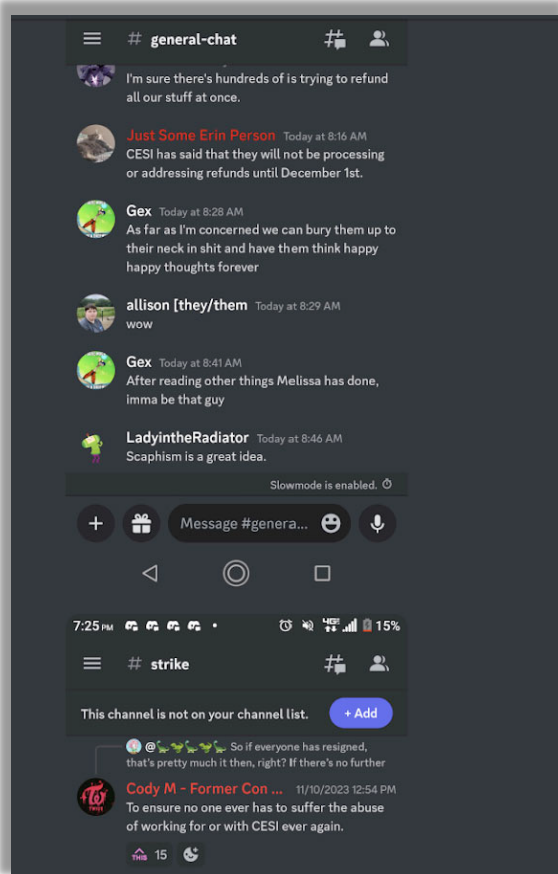 # general-chat
I'm sure there's hundreds of is trying to refund
all our stuff at once.
Just Some Erin Person Today at 8:16 AM
CESI has said that they will not be processing
or addressing refunds until December 1st.
Gex Today at 8:28 AM
As far as I'm concerned we can bury them up to
their neck in shit and have them think happy
happy thoughts forever
allison [they/them Today at 8:29 AM
wow
Gex Today at 8:41 AM
After reading other things Melissa has done,
imma be that guy
LadyintheRadiator Today at 8:46 AM
Scaphism is a great idea.
Slowmode is enabled.
Message #genera...
7:25 PM 4GE 15%
# strike
This channel is not on your channel list. + Add
@ So if everyone has resigned,
that's pretty much it then, right? If there's no further
Cody M - Former Con ... 11/10/2023 12:54 PM
To ensure no one ever has to suffer the abuse
of working for or with CESI ever again.
THIS 15